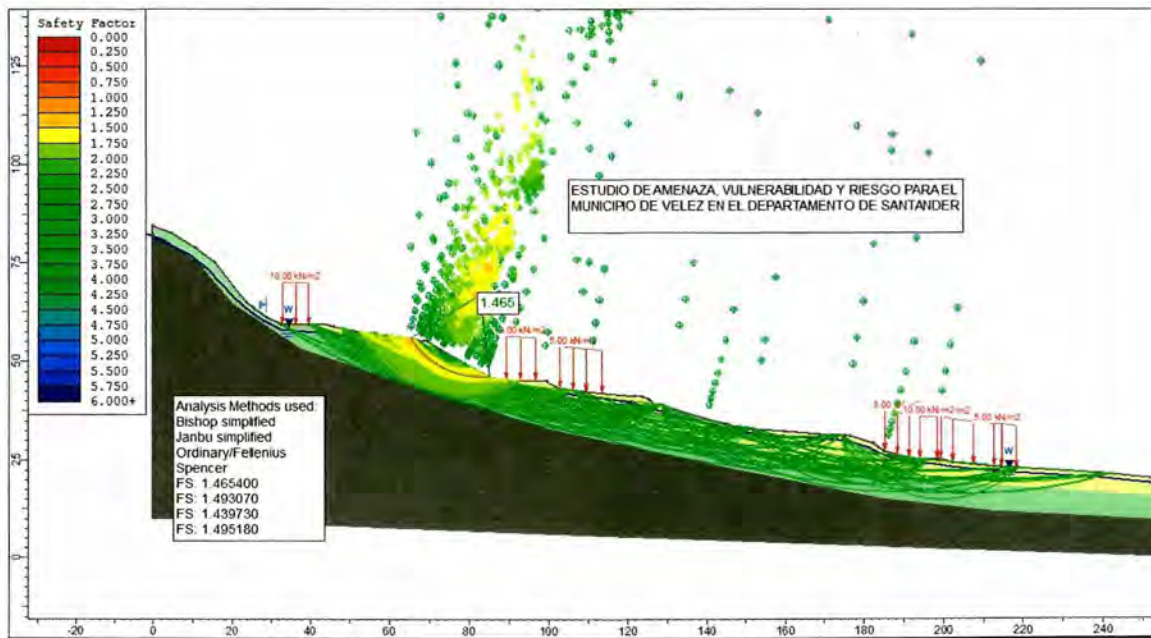 Safety Factor
0.000
0.250
0.500
0.750
1.000
1.250
1.500
1.750
2.000
2.250
2.500
2.750
3.000
3.250
3.500
3.750
4.000
4.250
4.500
4.750
5.000
5.250
5.500
5.750
6.000+
125
100
75
50
25
0
ESTUDIO DE AMENAZA, VULNERABILIDAD Y RIESGO PARA EL
MUNICIPIO DE VELEZ EN EL DEPARTAMENTO DE SANTANDER
10.00 kN/m2
H
W
1.465
.00 kN/m2
5.00 kN/m2
5.00
10.00 kN/m2
5.00 kN/m2
W
Analysis Methods used:
Bishop simplified
Janbu simplified
Ordinary/Fellenius
Spencer
FS: 1.465400
FS: 1.493070
FS: 1.439730
FS: 1.495180
-20 0 20 40 60 80 100 120 140 160 180 200 220 240